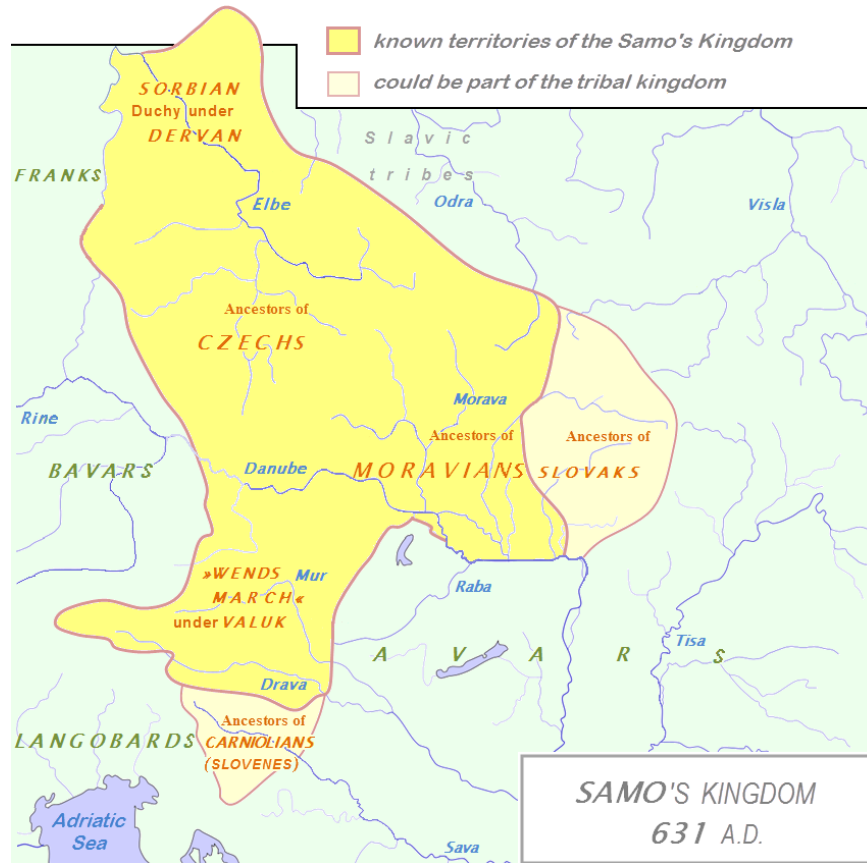 known territories of the Samo's Kingdom
could be part of the tribal kingdom
SORBIAN
Duchy under
DERVAN
Slavic
tribes
FRANKS
Elbe
Odra
Visla
Ancestors of
CZECHS
Rine
Morava
Ancestors of
MORAVIANS
Ancestors of
SLOVAKS
BAVARS
Danube
»WENDS
MARCH«
under VALUK
Mur
Raba
AVARS
Tisa
Drava
Ancestors of
CARNIOLIANS
(SLOVENES)
LANGOBARDS
Adriatic
Sea
Sava
SAMO'S KINGDOM
631 A.D.